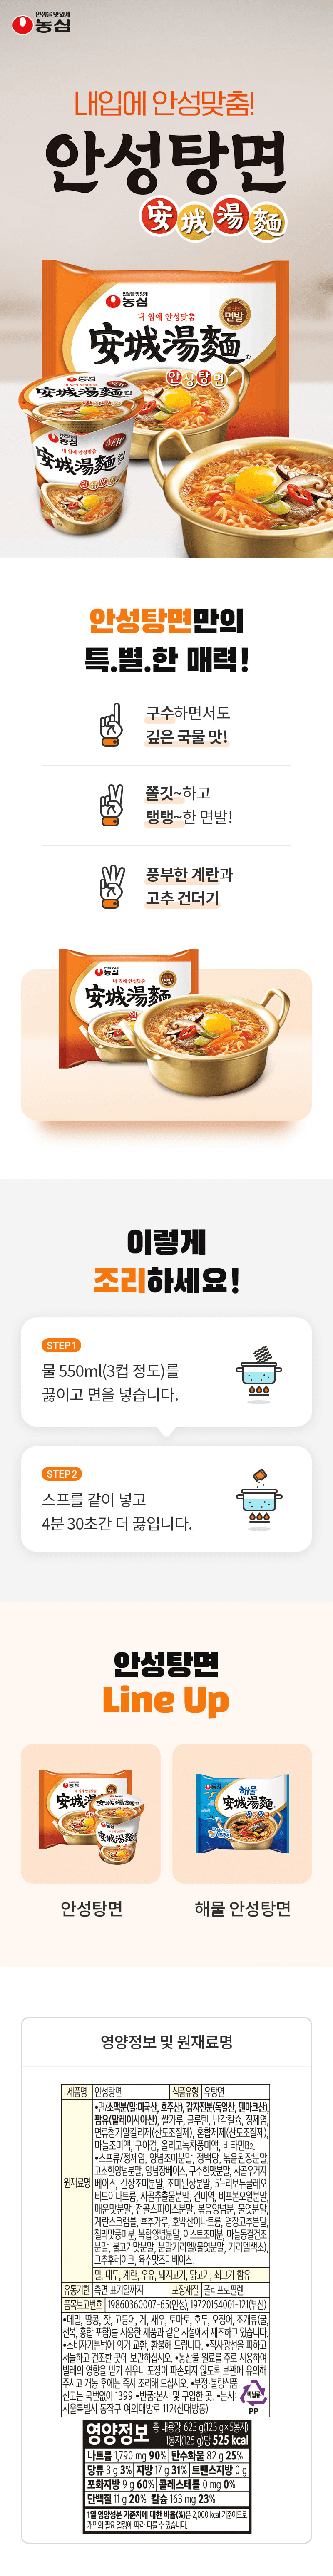 인생을 맛있게
농심
내입에 안성맞춤!
안성탕면
安城湯麵
인생을 맛있게
농심
내 입에 안성맞춤
면발
安城湯麵
안성탕면
농심
NEW
安城湯麵컵
농심
NEW
내 입에 안성맞춤
安城湯麵컵
안성탕면
안성탕면만의
특.별.한 매력!
구수하면서도
깊은 국물 맛!
쫄깃~하고
탱탱~한 면발!
풍부한 계란과
고추 건더기
농심
내 입에 안성맞춤
安城湯麵
이렇게
조리하세요!
STEP 1
물 550ml(3컵 정도)를
끓이고 면을 넣습니다.
STEP 2
스프를 같이 넣고
4분 30초간 더 끓입니다.
안성탕면
Line Up
농심
安城湯麵
농심
安城湯麵컵
농심
해물
安城湯麵
안성탕면
해물 안성탕면
영양정보 및 원재료명
제품명 안성탕면 식품유형 유탕면
원재료명
•면/소맥분(밀:미국산, 호주산), 감자전분(독일산, 덴마크산),
팜유(말레이시아산), 쌀가루, 글루텐, 난각칼슘, 정제염,
면류첨가알칼리제(산도조절제), 혼합제제(산도조절제),
마늘조미액, 구아검, 올리고녹차풍미액, 비타민B₂,
•스프류/정제염, 양념조미분말, 정백당, 볶음된장분말,
고소한양념분말, 양념장베이스, 구수한맛분말, 사골우거지
베이스, 간장조미분말, 조미된장분말, 5'-리보뉴클레오
티드이나트륨, 사골추출물분말, 건미역, 비프본오일분말,
매운맛분말, 전골스파이스분말, 볶음양념분, 물엿분말,
계란스크램블, 후추가루, 호박산이나트륨, 염장고추분말,
칠리맛풍미분, 복합양념분말, 이스트조미분, 마늘농결건조
분말, 불고기맛분말, 분말카라멜(물엿분말, 카라멜색소),
고추후레이크, 육수맛조미베이스.
밀, 대두, 계란, 우유, 돼지고기, 닭고기, 쇠고기 함유
유통기한 측면 표기일까지 포장재질 폴리프로필렌
품목보고번호 19860360007-65(안성), 19720154001-121(부산)
•메밀, 땅콩, 잣, 고등어, 게, 새우, 토마토, 호두, 오징어, 조개류(굴,
전복, 홍합 포함)를 사용한 제품과 같은 시설에서 제조하고 있습니다.
•소비자기본법에 의거 교환, 환불해 드립니다. •직사광선을 피하고
서늘하고 건조한 곳에 보관하십시오. •농산물 원료를 주로 사용하여
벌레의 영향을 받기 쉬우니 포장이 파손되지 않도록 보관에 유의해
주시고 개봉 후에는 즉시 조리해 드십시오. •부정·불량식품
신고는 국번없이 1399 •반품:본사 및 구입한 곳. •본사:
서울특별시 동작구 여의대방로 112(신대방동)
비닐류
PP
영양정보
총 내용량 625 g(125 g×5봉지)
1봉지(125 g)당 525 kcal
나트륨 1,790 mg 90% 탄수화물 82 g 25%
당류 3 g 3% 지방 17 g 31% 트랜스지방 0 g
포화지방 9 g 60% 콜레스테롤 0 mg 0%
단백질 11 g 20% 칼슘 163 mg 23%
1일 영양성분 기준치에 대한 비율(%)은 2,000 kcal 기준이므로
개인의 필요 열량에 따라 다를 수 있습니다.